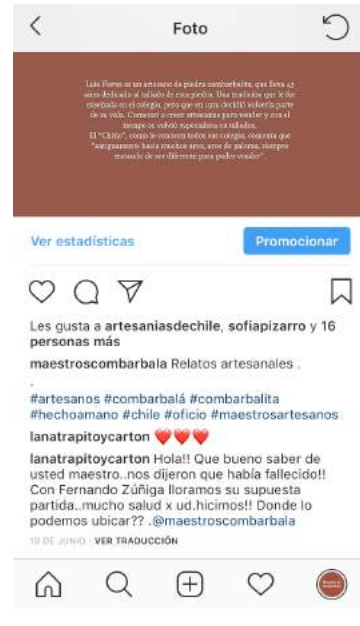 Foto
Luis Flores es un artesano de piedra combarbalita, que lleva 45
años dedicado al tallado de esta piedra. Una tradición que le fue
enseñada en el colegio, pero que en casa decidió volverla parte
de su vida. Comenzó a crear artesanías para vender y con el
tiempo se volvió especialista en tallados.
El "Chiño", como lo conocen todos sus colegas, comenta que
"antiguamente hacía muchos aros, aros de paloma, siempre
tratando de ser diferente para poder vender".
Ver estadísticas
Promocionar
Les gusta a artesaniasdechile, sofiapizarro y 16
personas más
maestroscombarbala Relatos artesanales .
.
#artesanos #combarbalá #combarbalita
#hechoamano #chile #oficio #maestrosartesanos
lanatrapitoycarton ❤️❤️❤️
lanatrapitoycarton Hola!! Que bueno saber de
usted maestro..nos dijeron que había fallecido!!
Con Fernando Zúñiga lloramos su supuesta
partida..mucho salud x ud.hicimos!! Donde lo
podemos ubicar?? .@maestroscombarbala
19 DE JUNIO · VER TRADUCCIÓN